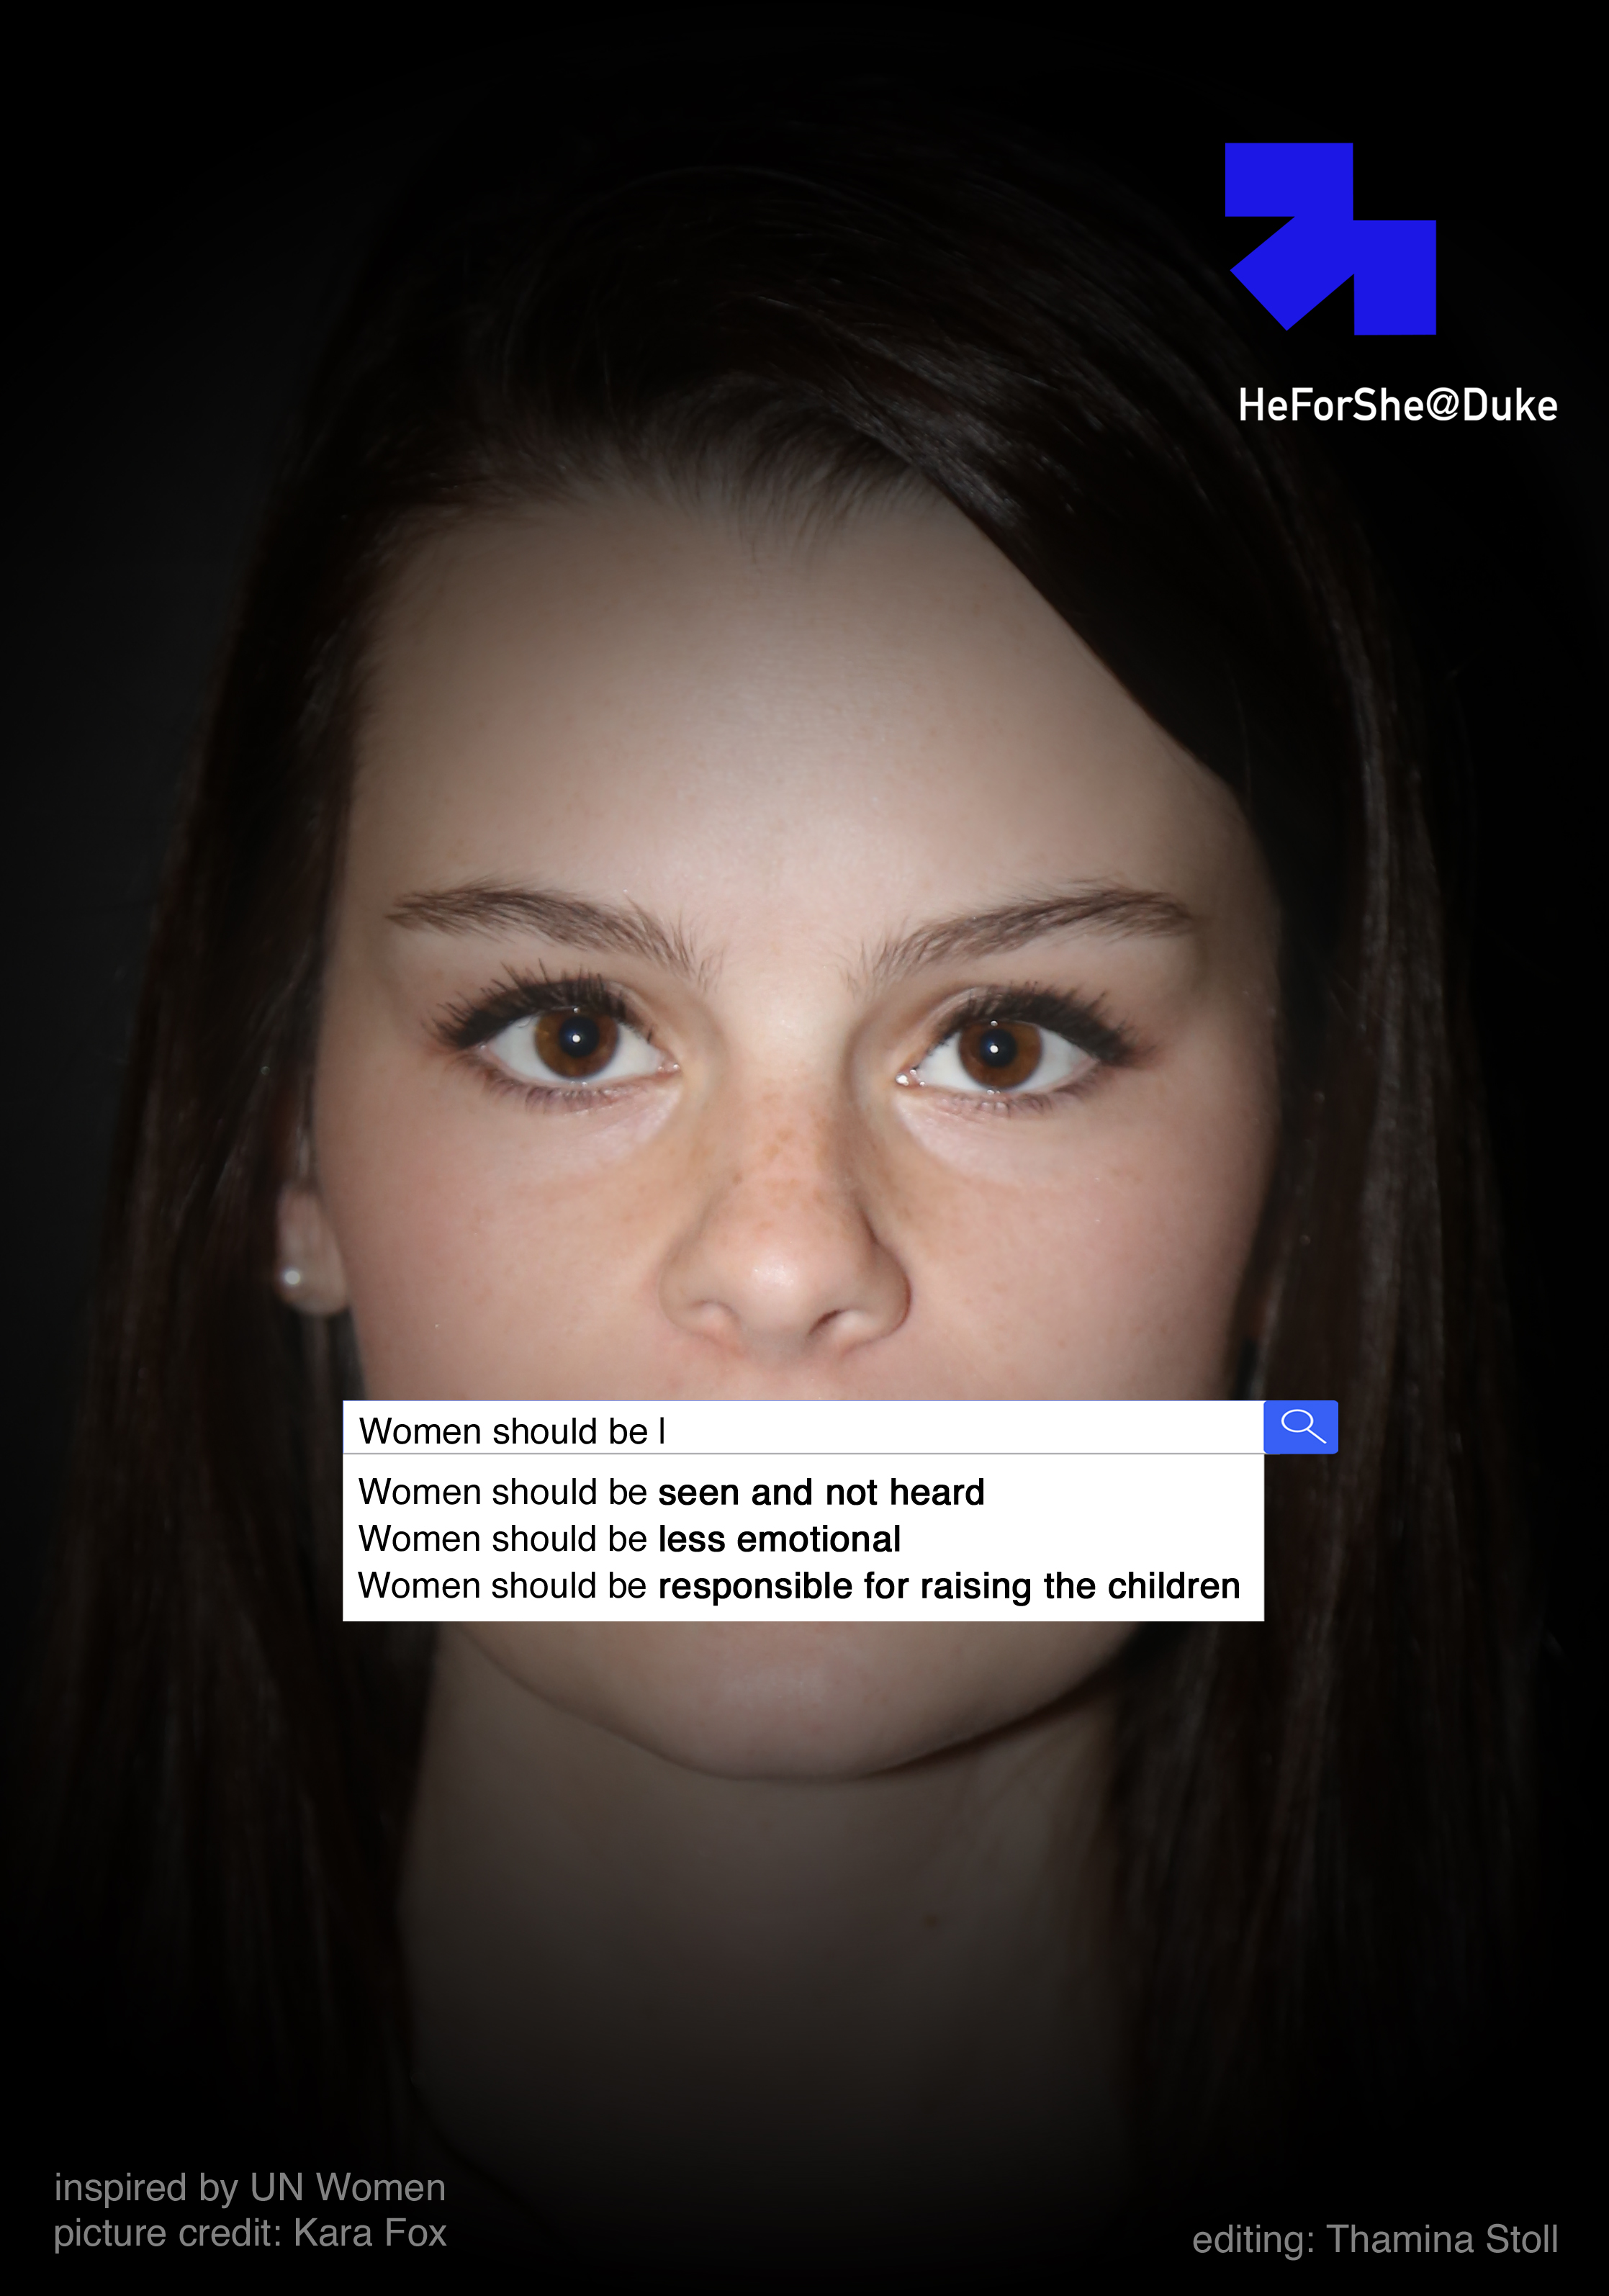 HeForShe@Duke
Women should be |
Women should be seen and not heard
Women should be less emotional
Women should be responsible for raising the children
inspired by UN Women
picture credit: Kara Fox
editing: Thamina Stoll